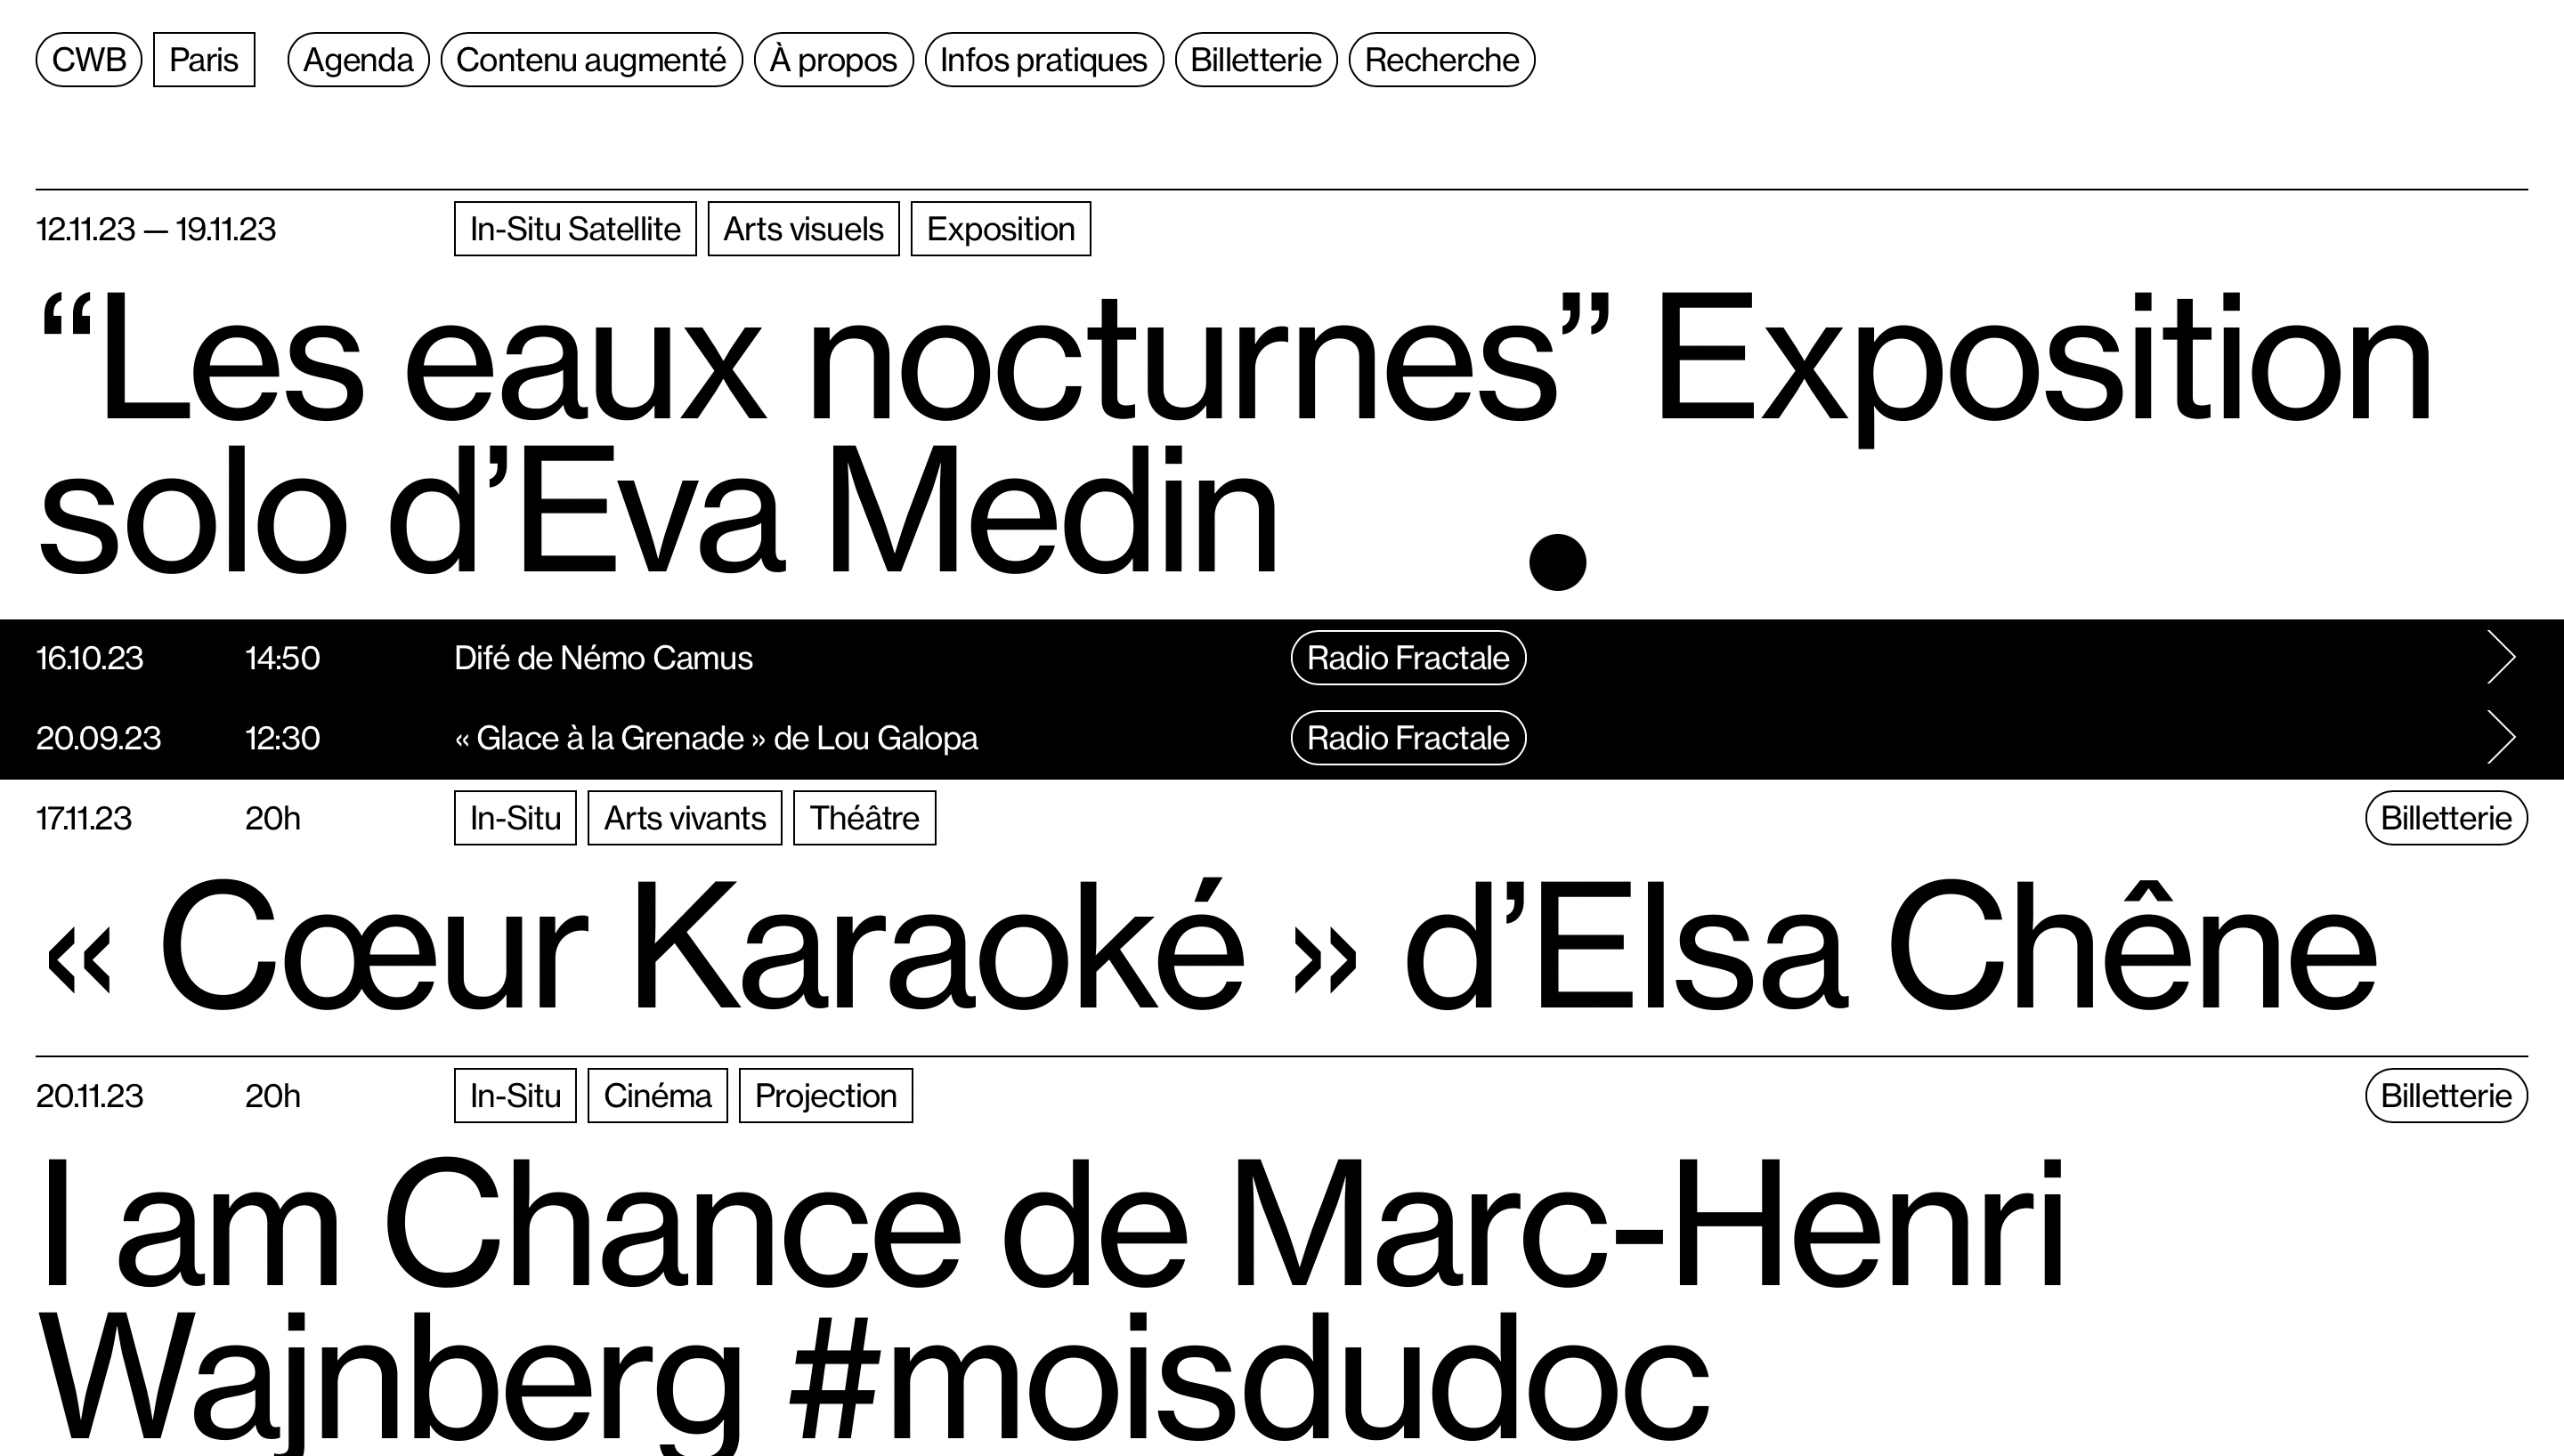 CWB Paris Agenda Contenu augmenté À propos Infos pratiques Billetterie Recherche
12.11.23 — 19.11.23 In-Situ Satellite Arts visuels Exposition
“Les eaux nocturnes” Exposition
solo d’Eva Medin
16.10.23 14:50 Difé de Némo Camus Radio Fractale
20.09.23 12:30 « Glace à la Grenade » de Lou Galopa Radio Fractale
17.11.23 20h In-Situ Arts vivants Théâtre Billetterie
« Cœur Karaoké » d’Elsa Chêne
20.11.23 20h In-Situ Cinéma Projection Billetterie
I am Chance de Marc-Henri
Wajnberg #moisdudoc